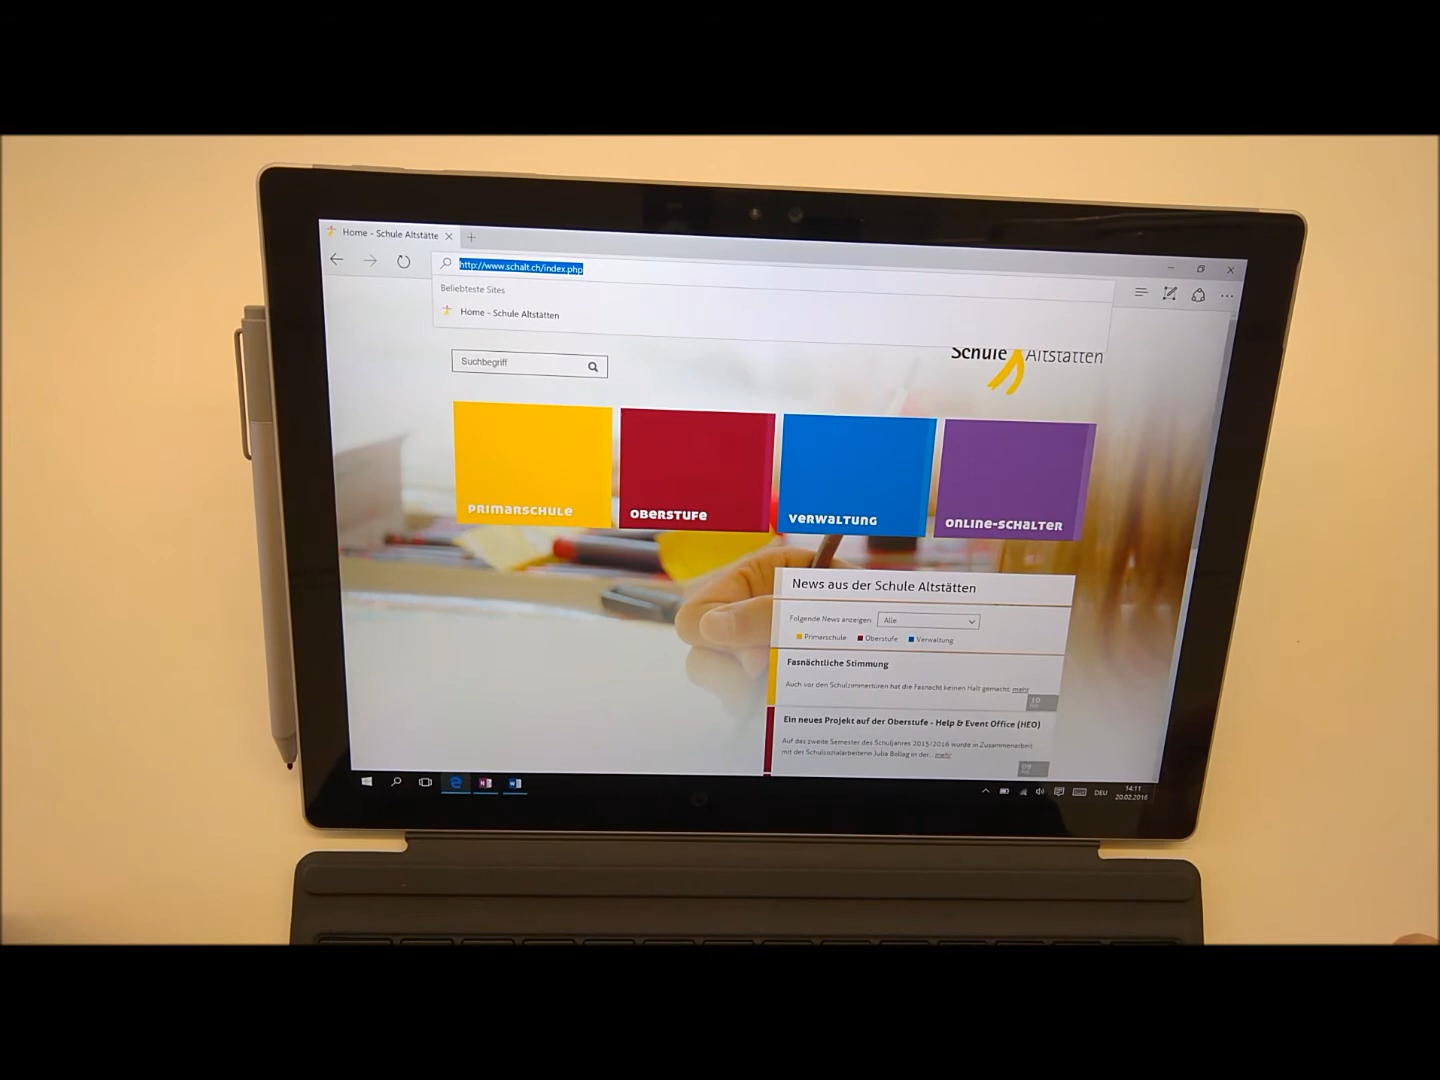 Home - Schule Altstätte
http://www.schalt.ch/index.php
Beliebteste Sites
Home - Schule Altstätten
Schule Altstätten
Suchbegriff
PRIMARSCHULE
OBERSTUFE
VERWALTUNG
ONLINE-SCHALTER
News aus der Schule Altstätten
Folgende News anzeigen Alle
Primarschule Oberstufe Verwaltung
Fasnächtliche Stimmung
Auch vor den Schulzimmertüren hat die Fasnacht keinen Halt gemacht. mehr
10
Ein neues Projekt auf der Oberstufe - Help & Event Office (HEO)
Auf das zweite Semester des Schuljahres 2015/2016 wurde in Zusammenarbeit
mit der Schulsozialarbeiterin Julia Bollag in der... mehr
09
DEU
14:11
20.02.2016